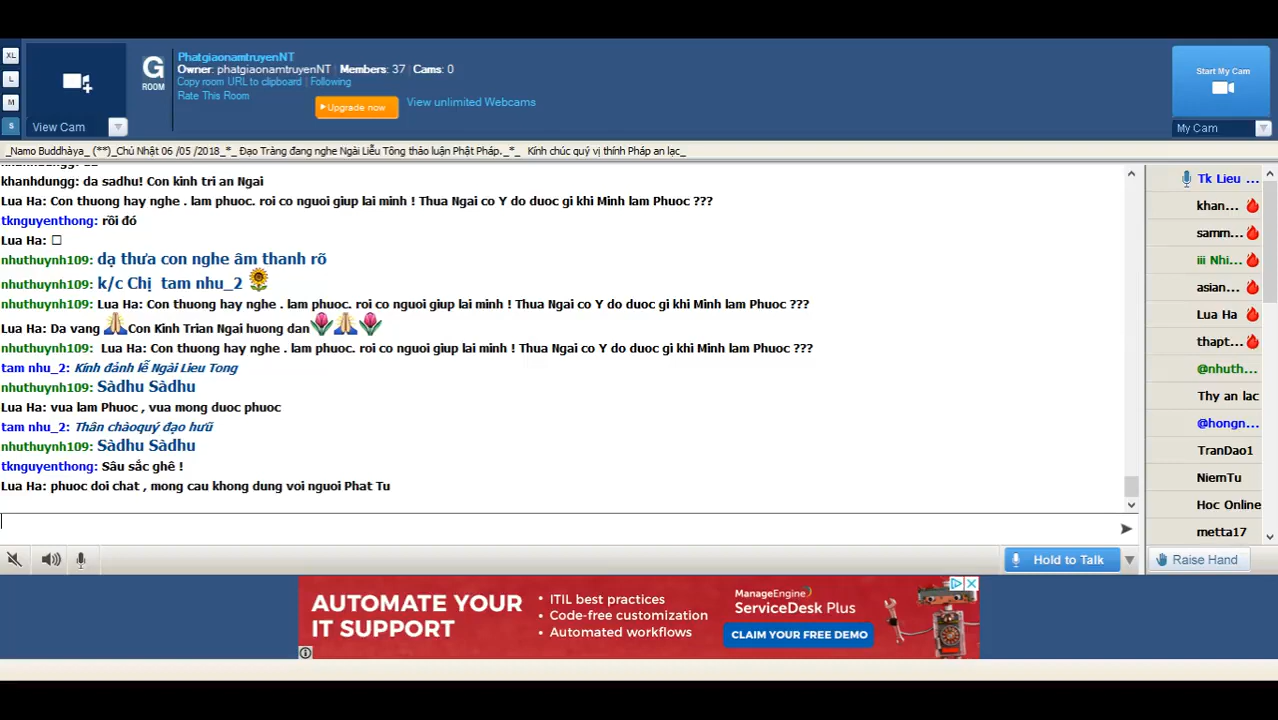 XL
L
M
S
View Cam
G
ROOM
PhatgiaonamtruyenNT
Owner: phatgiaonamtruyenNT | Members: 37 | Cams: 0
Copy room URL to clipboard | Following
Rate This Room
Upgrade now
View unlimited Webcams
Start My Cam
My Cam
_Namo Buddhàya_ (**)_Chủ Nhật 06 /05 /2018_*_ Đạo Tràng đang nghe Ngài Liễu Tông thảo luận Phật Pháp._*_ Kính chúc quý vị thính Pháp an lạc_
khanhdungg: da sadhu! Con kinh tri an Ngai
Lua Ha: Con thuong hay nghe . lam phuoc. roi co nguoi giup lai minh ! Thua Ngai co Y do duoc gi khi Minh lam Phuoc ???
tknguyenthong: rồi đó
Lua Ha: □
nhuthuynh109: dạ thưa con nghe âm thanh rõ
nhuthuynh109: k/c Chị tam nhu_2
nhuthuynh109: Lua Ha: Con thuong hay nghe . lam phuoc. roi co nguoi giup lai minh ! Thua Ngai co Y do duoc gi khi Minh lam Phuoc ???
Lua Ha: Da vang Con Kinh Trian Ngai huong dan
nhuthuynh109: Lua Ha: Con thuong hay nghe . lam phuoc. roi co nguoi giup lai minh ! Thua Ngai co Y do duoc gi khi Minh lam Phuoc ???
tam nhu_2: Kính đảnh lễ Ngài Lieu Tong
nhuthuynh109: Sàdhu Sàdhu
Lua Ha: vua lam Phuoc , vua mong duoc phuoc
tam nhu_2: Thân chàoquý đạo hữu
nhuthuynh109: Sàdhu Sàdhu
tknguyenthong: Sâu sắc ghê !
Lua Ha: phuoc doi chat , mong cau khong dung voi nguoi Phat Tu
Tk Lieu ...
khan...
samm...
iii Nhi...
asian...
Lua Ha
thapt...
@nhuth...
Thy an lac
@hongn...
TranDao1
NiemTu
Hoc Online
metta17
Hold to Talk
Raise Hand
AUTOMATE YOUR
IT SUPPORT
• ITIL best practices
• Code-free customization
• Automated workflows
ManageEngine
ServiceDesk Plus
CLAIM YOUR FREE DEMO